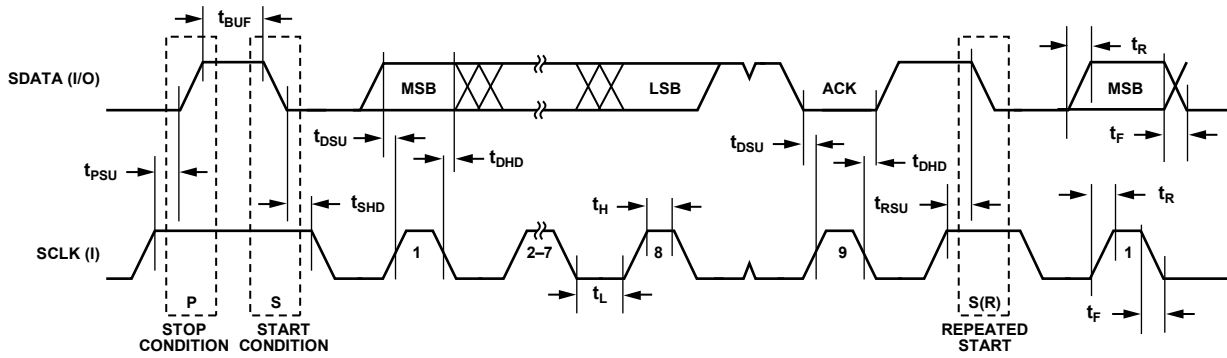 tBUF
SDATA (I/O)
MSB
LSB
ACK
MSB
tR
tF
tDSU
tDHD
tDSU
tDHD
tPSU
tSHD
tH
tRSU
tR
SCLK (I)
1
2–7
8
9
1
tL
tF
P
S
S(R)
STOP
CONDITION
START
CONDITION
REPEATED
START